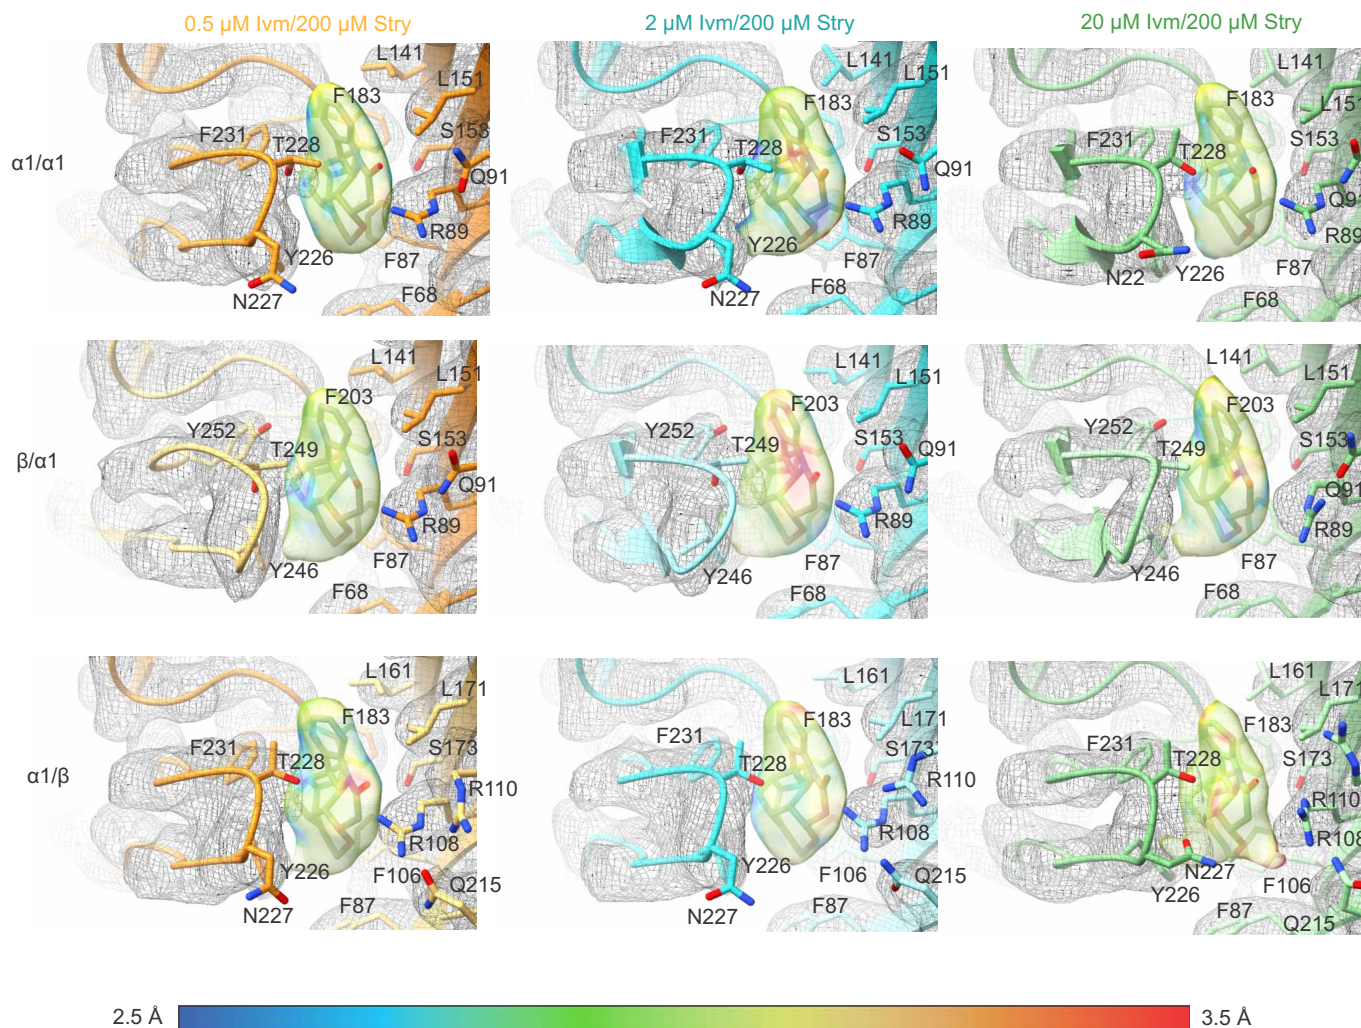 0.5 µM Ivm/200 µM Stry
2 µM Ivm/200 µM Stry
20 µM Ivm/200 µM Stry
α1/α1
L141
L151
F183
F231
T228
S153
Q91
R89
Y226
F87
N227
F68
L141
L151
F183
F231
T228
S153
Q91
R89
Y226
F87
N227
F68
L141
L151
F183
F231
T228
S153
Q91
R89
N22
Y226
F87
F68
β/α1
L141
L151
F203
Y252
T249
S153
Q91
R89
F87
Y246
F68
L141
L151
F203
Y252
T249
S153
Q91
R89
F87
Y246
F68
L141
L151
F203
Y252
T249
S153
Q91
R89
F87
Y246
F68
α1/β
L161
L171
F183
F231
T228
S173
R110
R108
Y226
F106
Q215
N227
F87
L161
L171
F183
F231
T228
S173
R110
R108
Y226
F106
Q215
N227
F87
L161
L171
F183
F231
T228
S173
R110
R108
N227
Y226
F106
F87
Q215
2.5 Å
3.5 Å